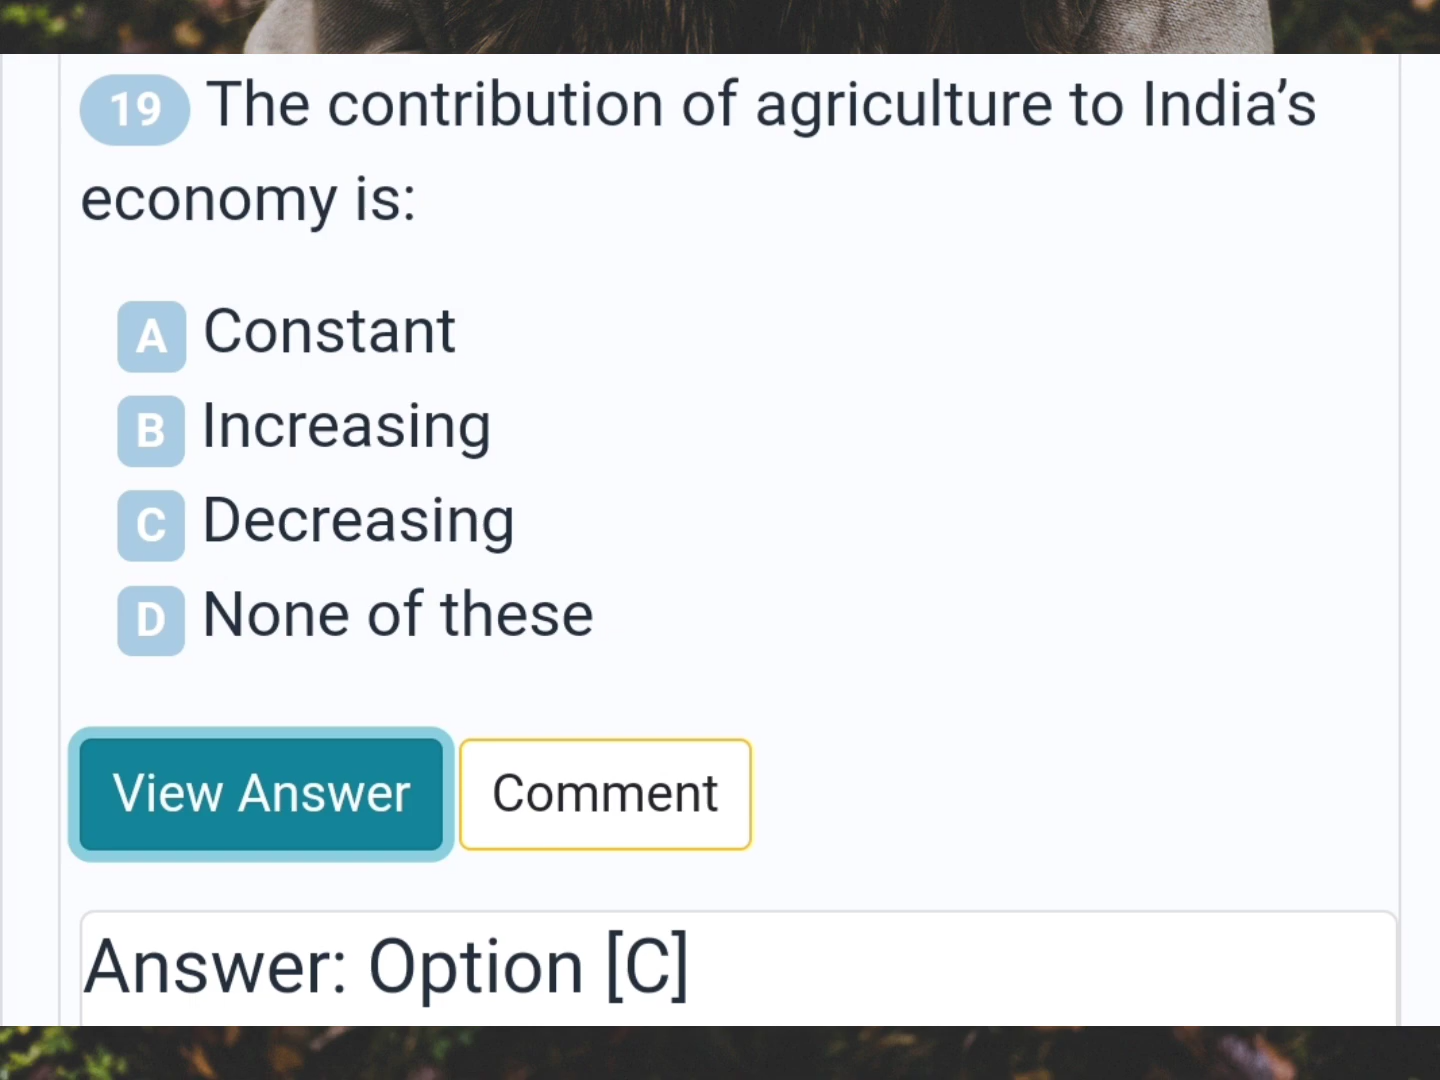 19 The contribution of agriculture to India’s
economy is:
A Constant
B Increasing
C Decreasing
D None of these
View Answer Comment
Answer: Option [C]